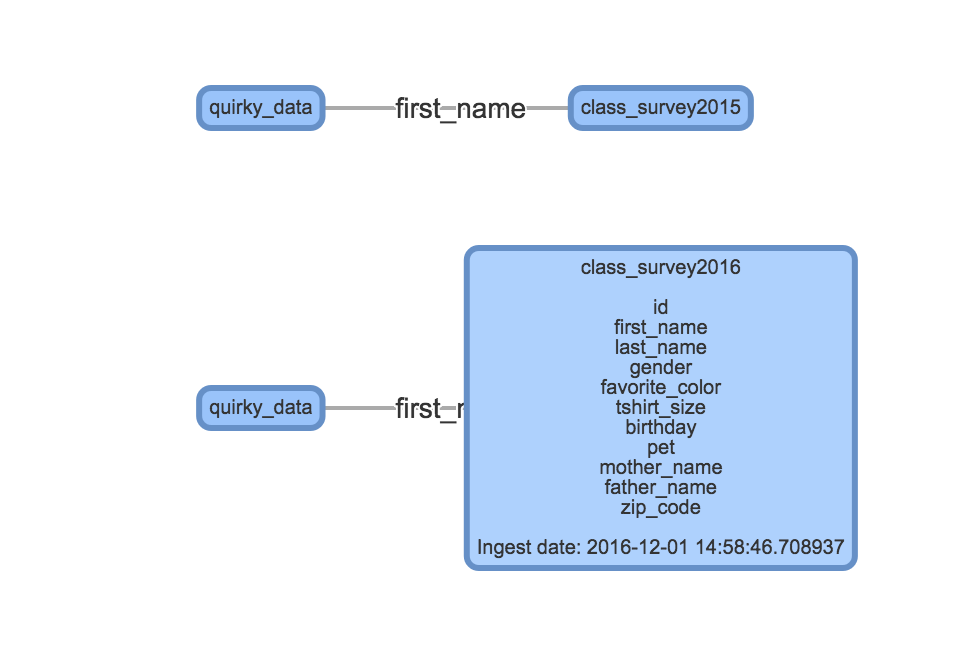 quirky_data first_name class_survey2015
class_survey2016
id
first_name
last_name
gender
favorite_color
tshirt_size
quirky_data first_
birthday
pet
mother_name
father_name
zip_code
Ingest date: 2016-12-01 14:58:46.708937